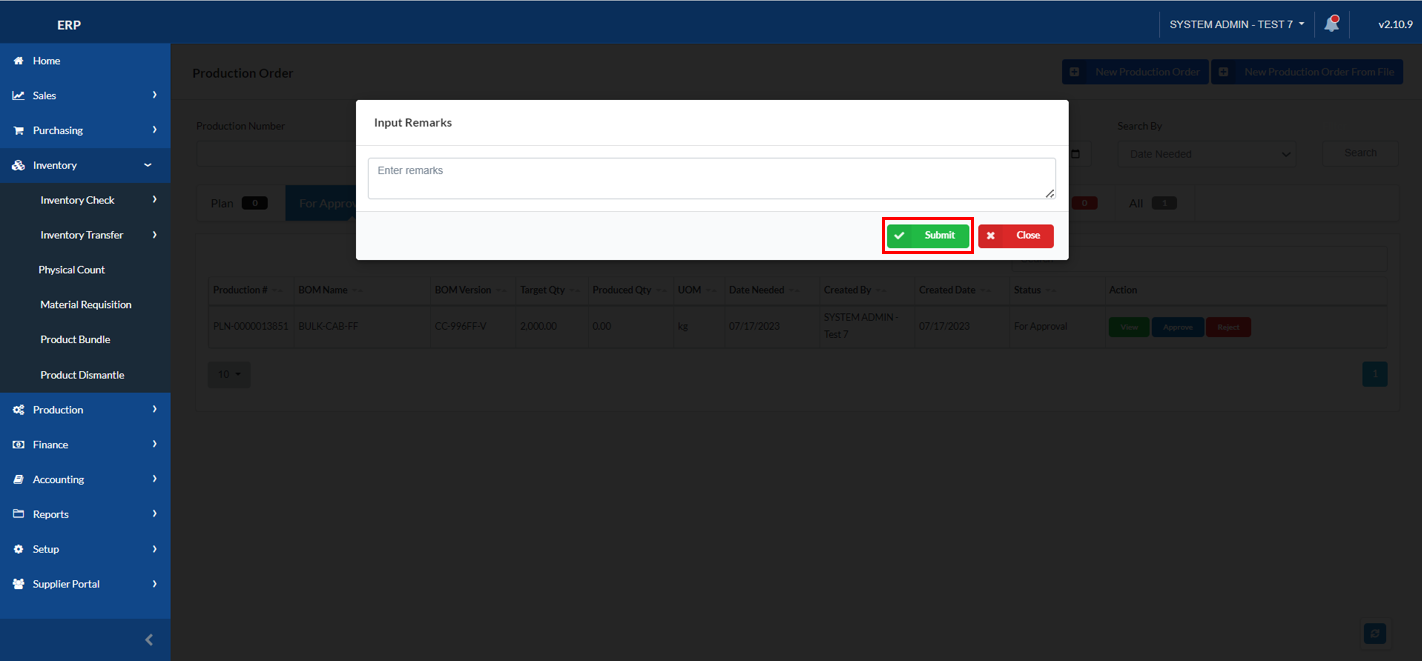 ERP
SYSTEM ADMIN - TEST 7
v2.10.9
Home
Sales
Purchasing
Inventory
Inventory Check
Inventory Transfer
Physical Count
Material Requisition
Product Bundle
Product Dismantle
Production
Finance
Accounting
Reports
Setup
Supplier Portal
Production Order
New Production Order
New Production Order From File
Input Remarks
Enter remarks
Submit
Close
Production Number
Search By
Date Needed
Search
Plan 0
For Approv
0
All 1
Production # BOM Name BOM Version Target Qty Produced Qty UOM Date Needed Created By Created Date Status Action
PLN-0000013851 BULK-CAB-FF CC-996FF-V 2,000.00 0.00 kg 07/17/2023 SYSTEM ADMIN - 07/17/2023 For Approval View Approve Reject
Test 7
10
1